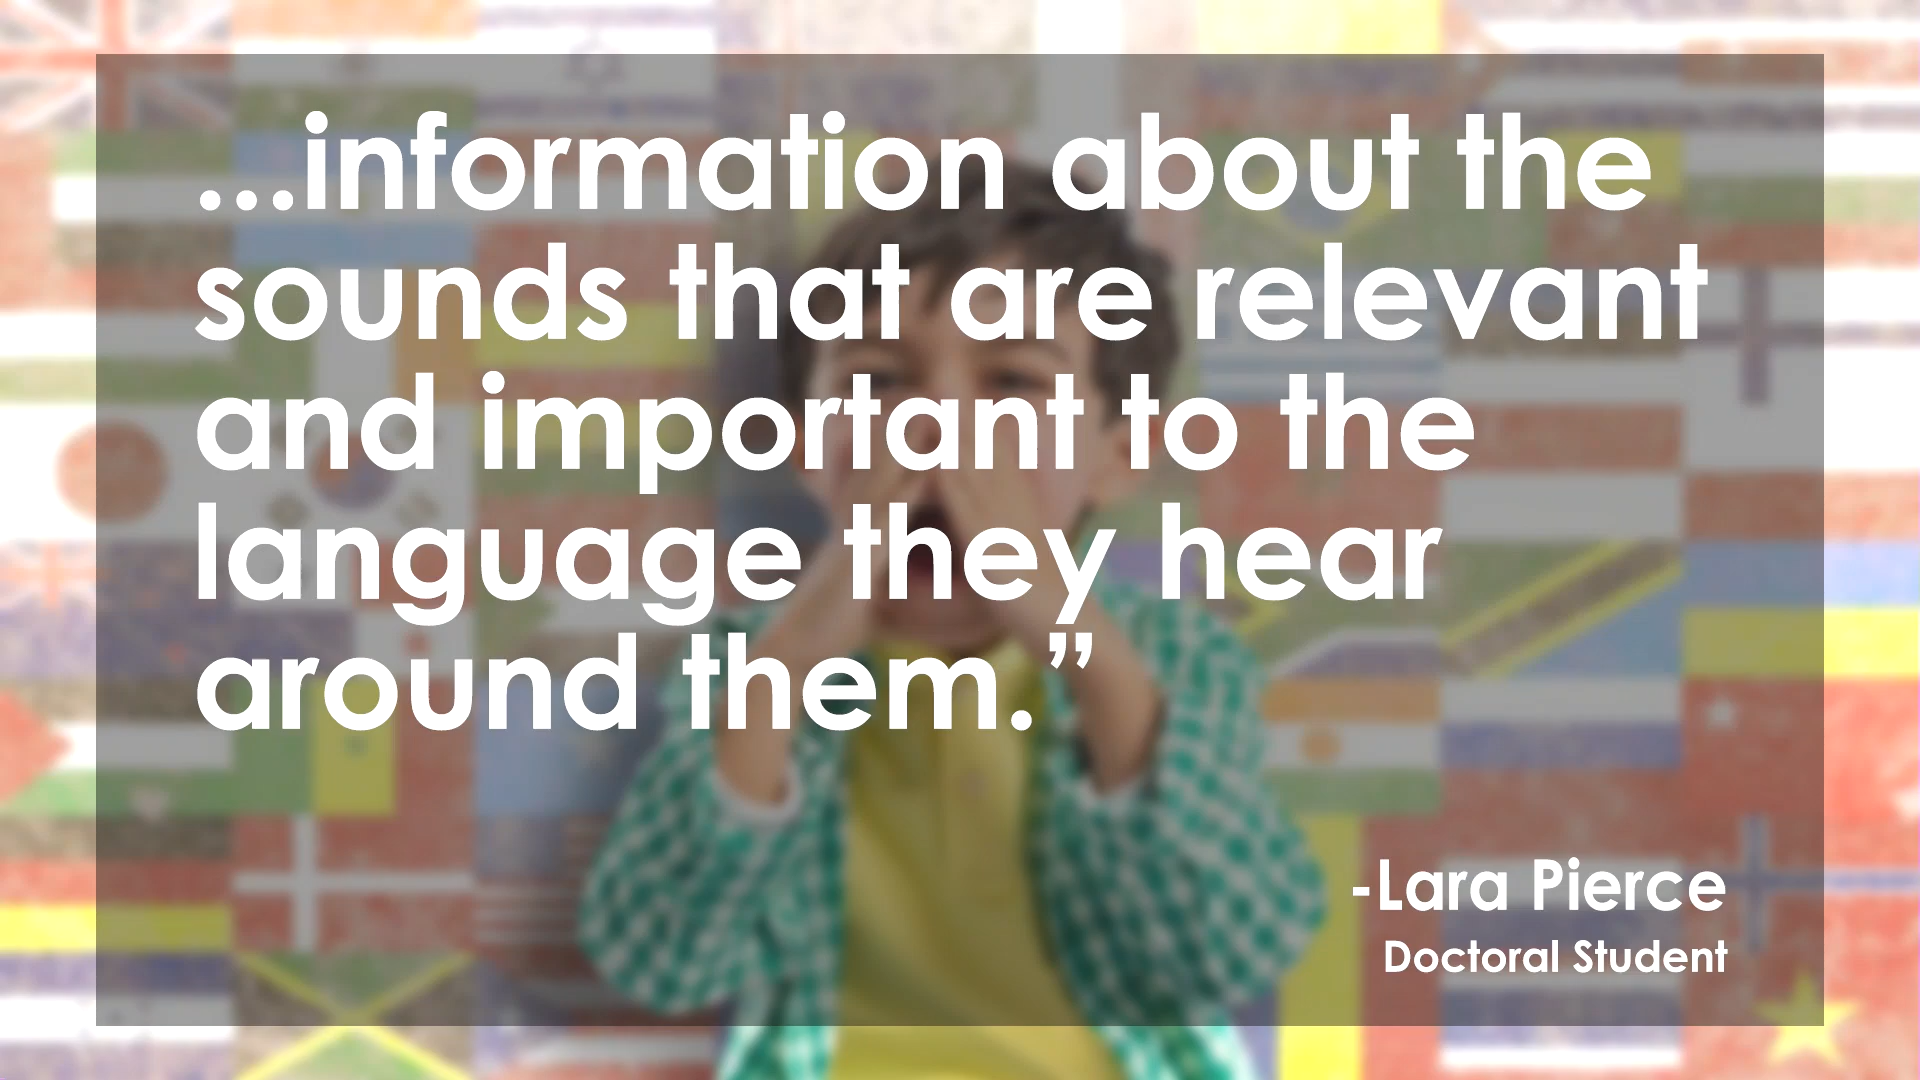 ...information about the
sounds that are relevant
and important to the
language they hear
around them.”
-Lara Pierce
Doctoral Student